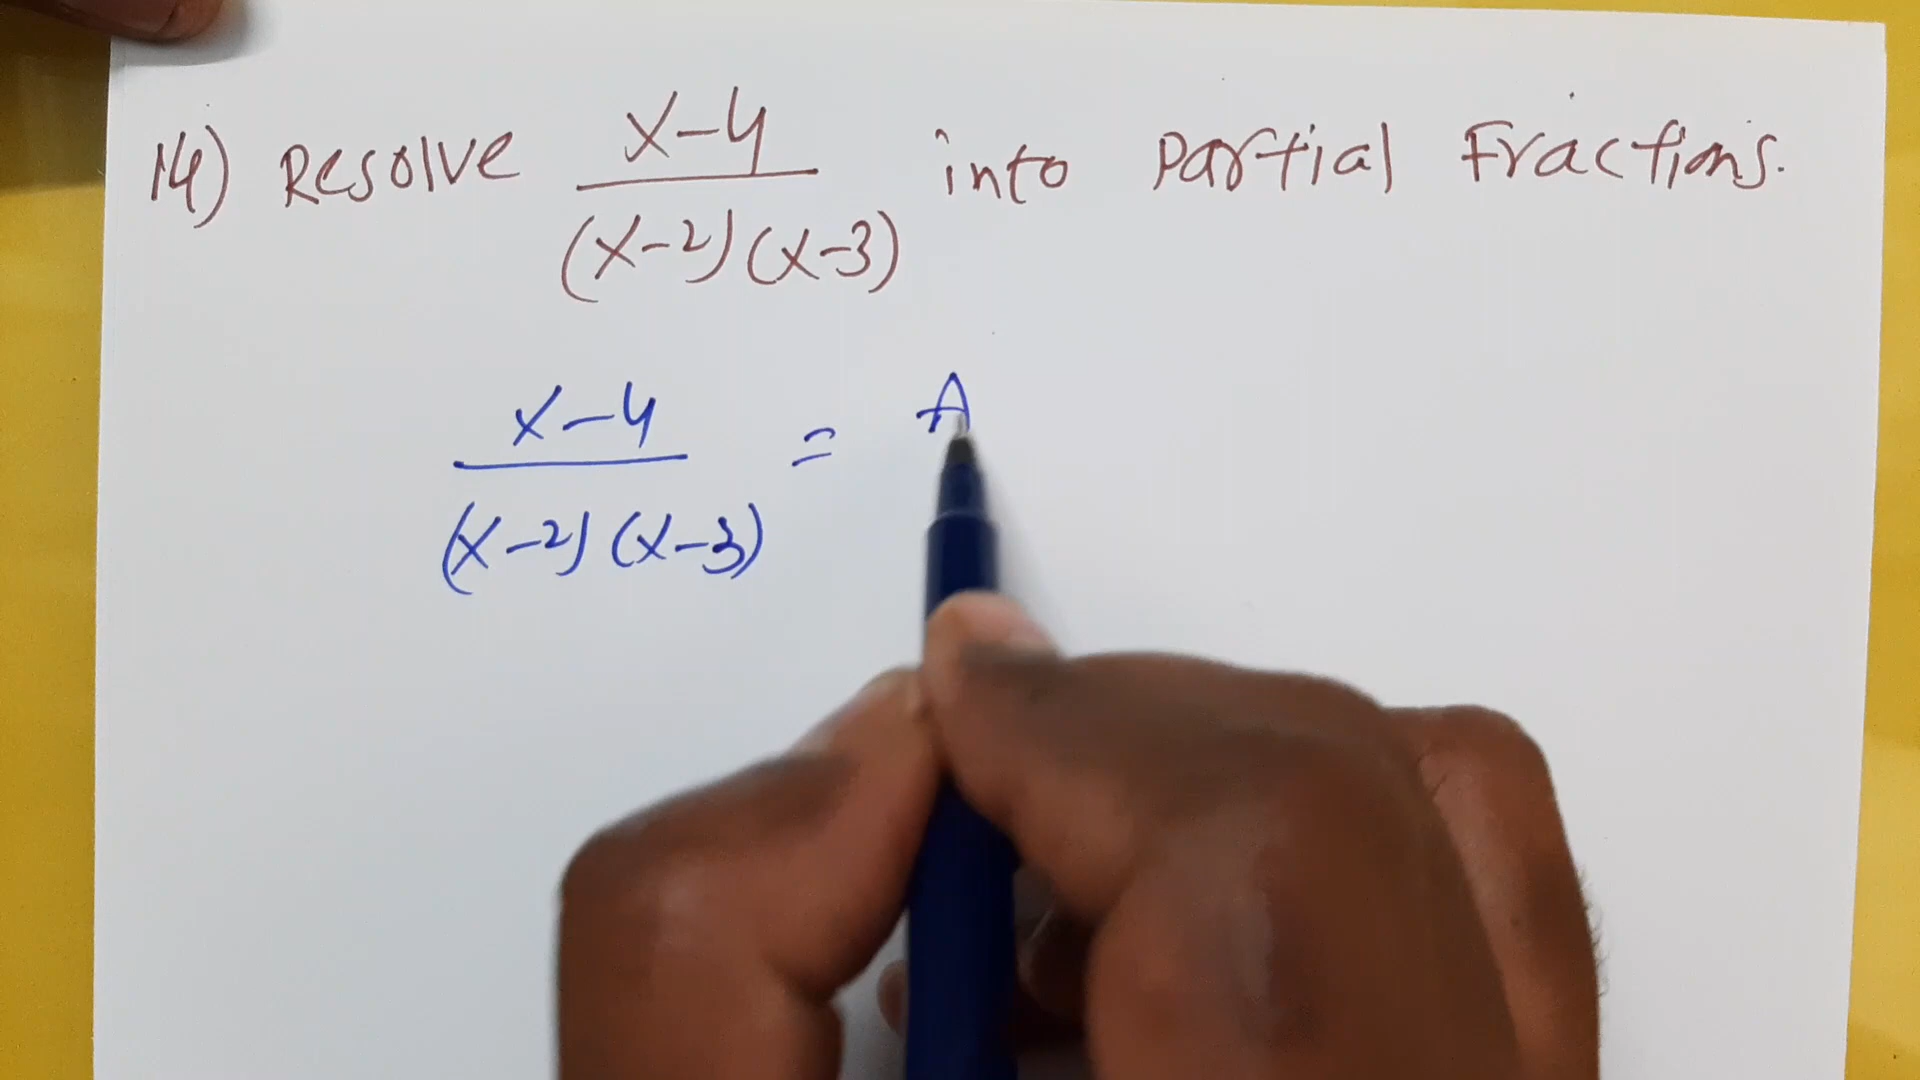 14) Resolve x-4 / (x-2)(x-3) into Partial Fractions.
x-4 / (x-2)(x-3) = A